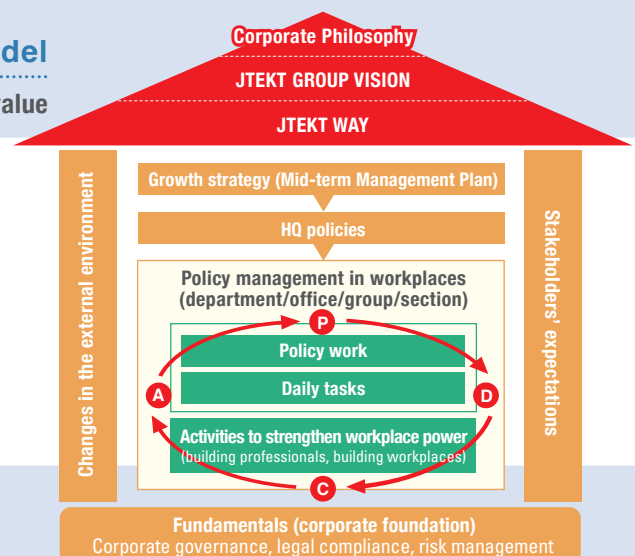 del
value
Corporate Philosophy
JTEKT GROUP VISION
JTEKT WAY
Changes in the external environment
Growth strategy (Mid-term Management Plan)
HQ policies
Policy management in workplaces
(department/office/group/section)
P
Policy work
Daily tasks
A
D
Activities to strengthen workplace power
(building professionals, building workplaces)
C
Stakeholders' expectations
Fundamentals (corporate foundation)
Corporate governance, legal compliance, risk management